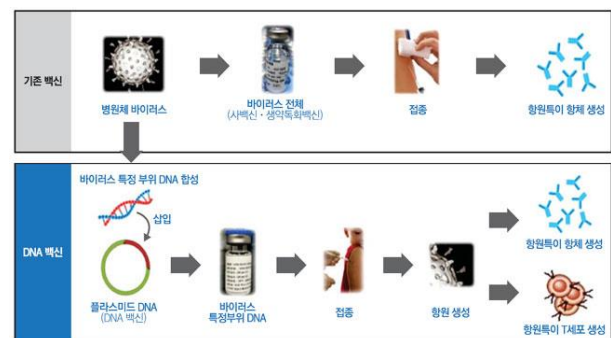 기존 백신
병원체 바이러스
바이러스 전체
(사백신・생약독화백신)
접종
항원특이 항체 생성
DNA 백신
바이러스 특정 부위 DNA 합성
삽입
플라스미드 DNA
(DNA 백신)
바이러스
특정부위 DNA
접종
항원 생성
항원특이 항체 생성
항원특이 T세포 생성